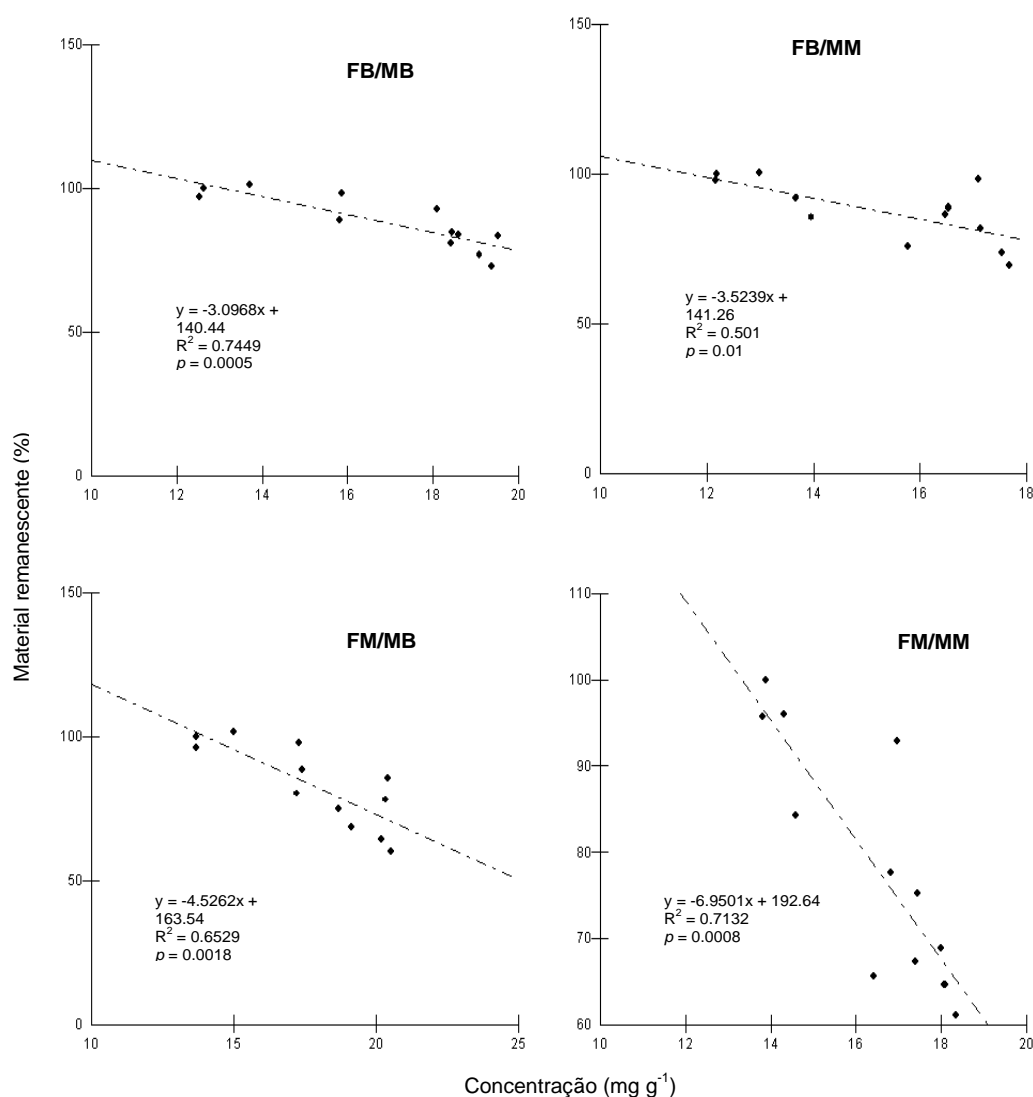 150
FB/MB
100
y = -3.0968x +
140.44
R² = 0.7449
p = 0.0005
50
0
10 12 14 16 18 20
150
FB/MM
100
y = -3.5239x +
141.26
R² = 0.501
p = 0.01
50
0
10 12 14 16 18
Material remanescente (%)
150
FM/MB
100
50
y = -4.5262x +
163.54
R² = 0.6529
p = 0.0018
0
10 15 20 25
110
FM/MM
100
90
80
y = -6.9501x + 192.64
R² = 0.7132
p = 0.0008
70
60
10 12 14 16 18 20
Concentração (mg g⁻¹)